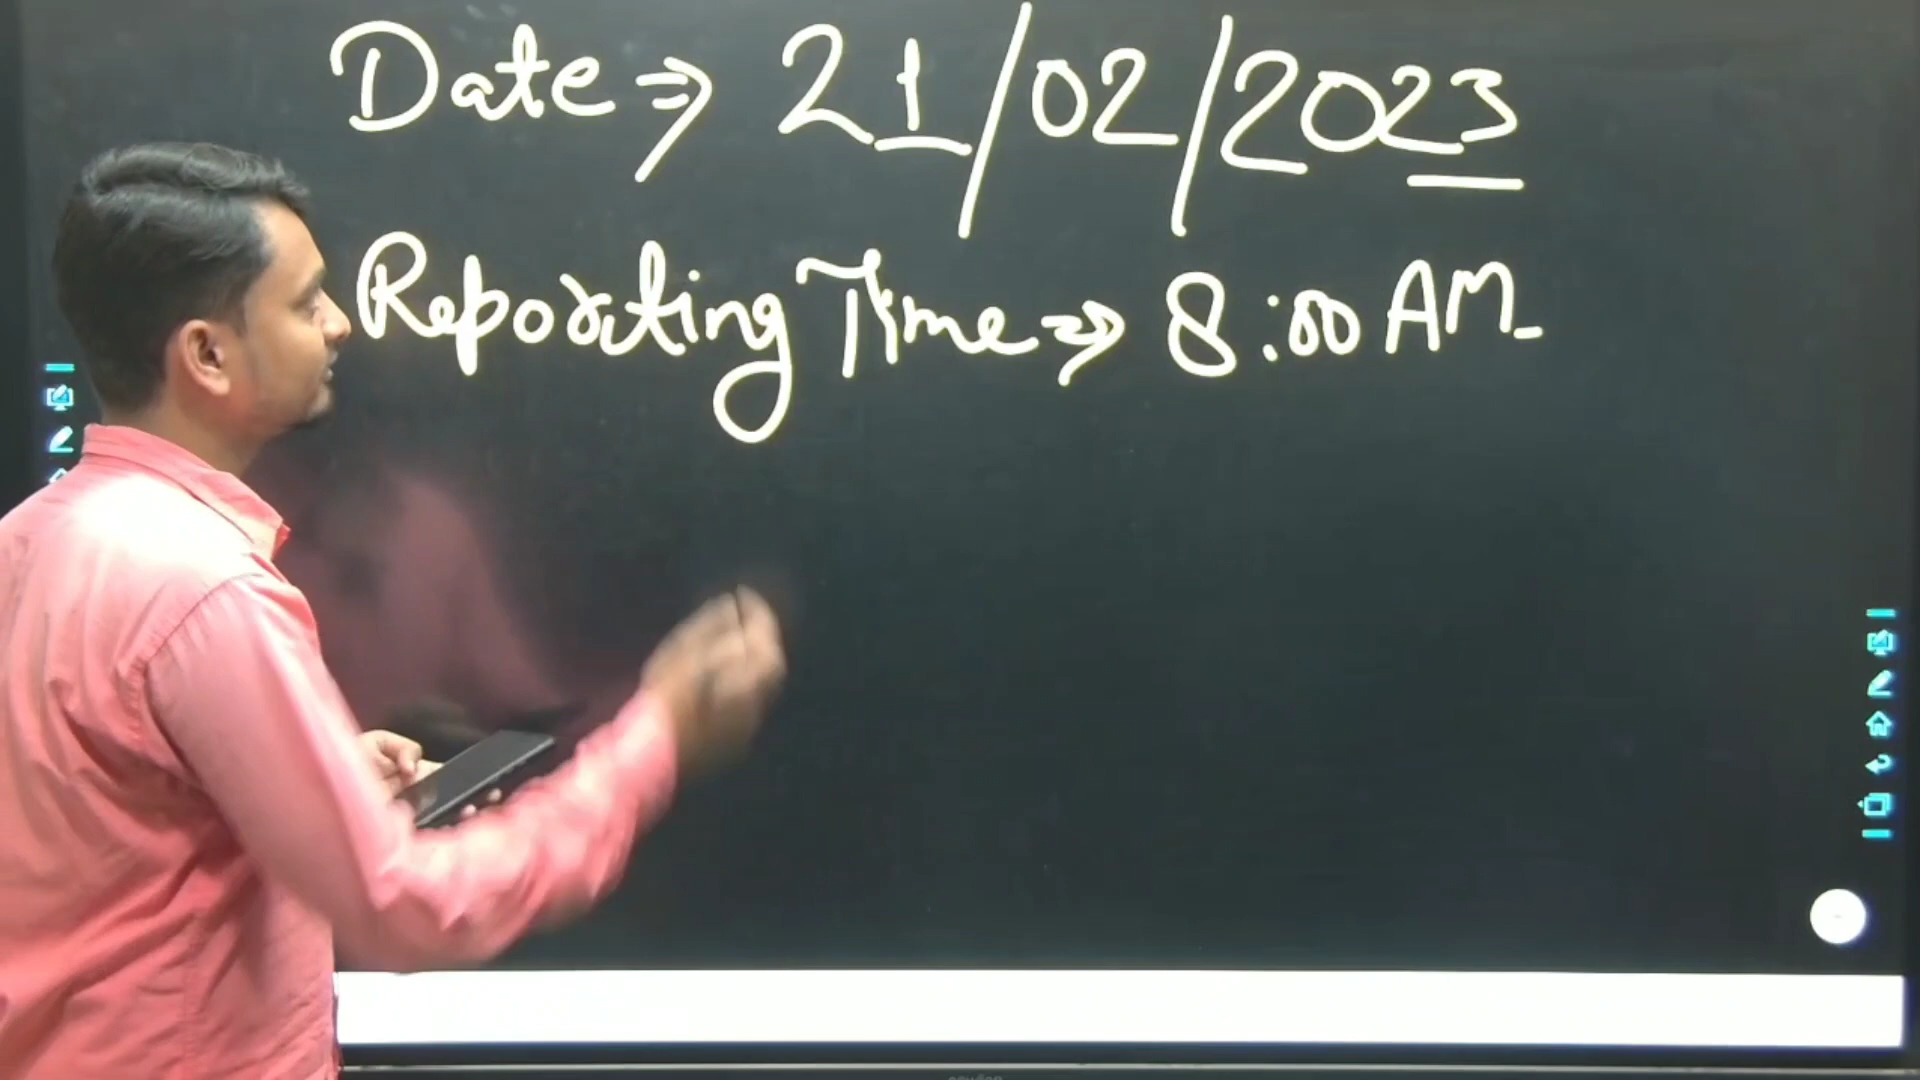 Date ⇒ 21/02/2023
Reporting Time ⇒ 8:00 AM.